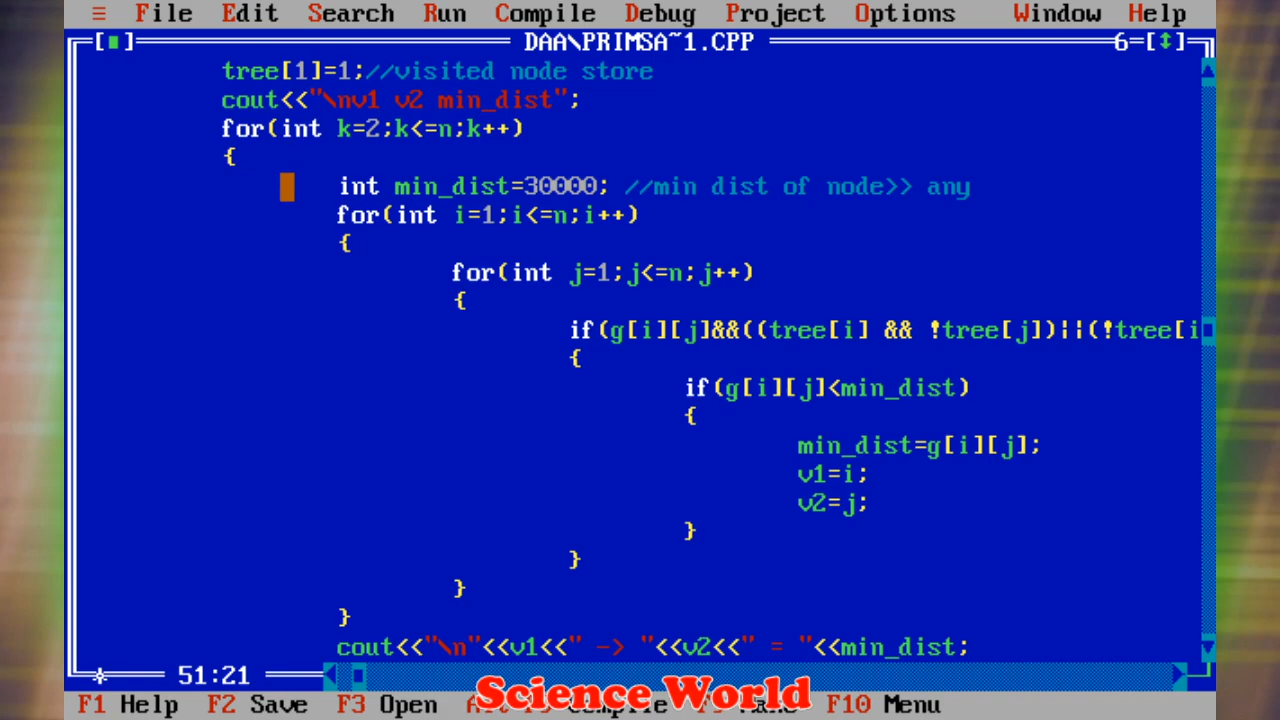 ≡ File Edit Search Run Compile Debug Project Options Window Help
[■] DAA\PRIMSA~1.CPP 6=[↕]
tree[1]=1;//visited node store
cout<<"\nv1 v2 min_dist";
for(int k=2;k<=n;k++)
{
int min_dist=30000; //min dist of node>> any
for(int i=1;i<=n;i++)
{
for(int j=1;j<=n;j++)
{
if(g[i][j]&&((tree[i] && !tree[j])||(!tree[i
{
if(g[i][j]<min_dist)
{
min_dist=g[i][j];
v1=i;
v2=j;
}
}
}
}
cout<<"\n"<<v1<<" -> "<<v2<<" = "<<min_dist;
51:21
F1 Help F2 Save F3 Open F10 Menu
Science World